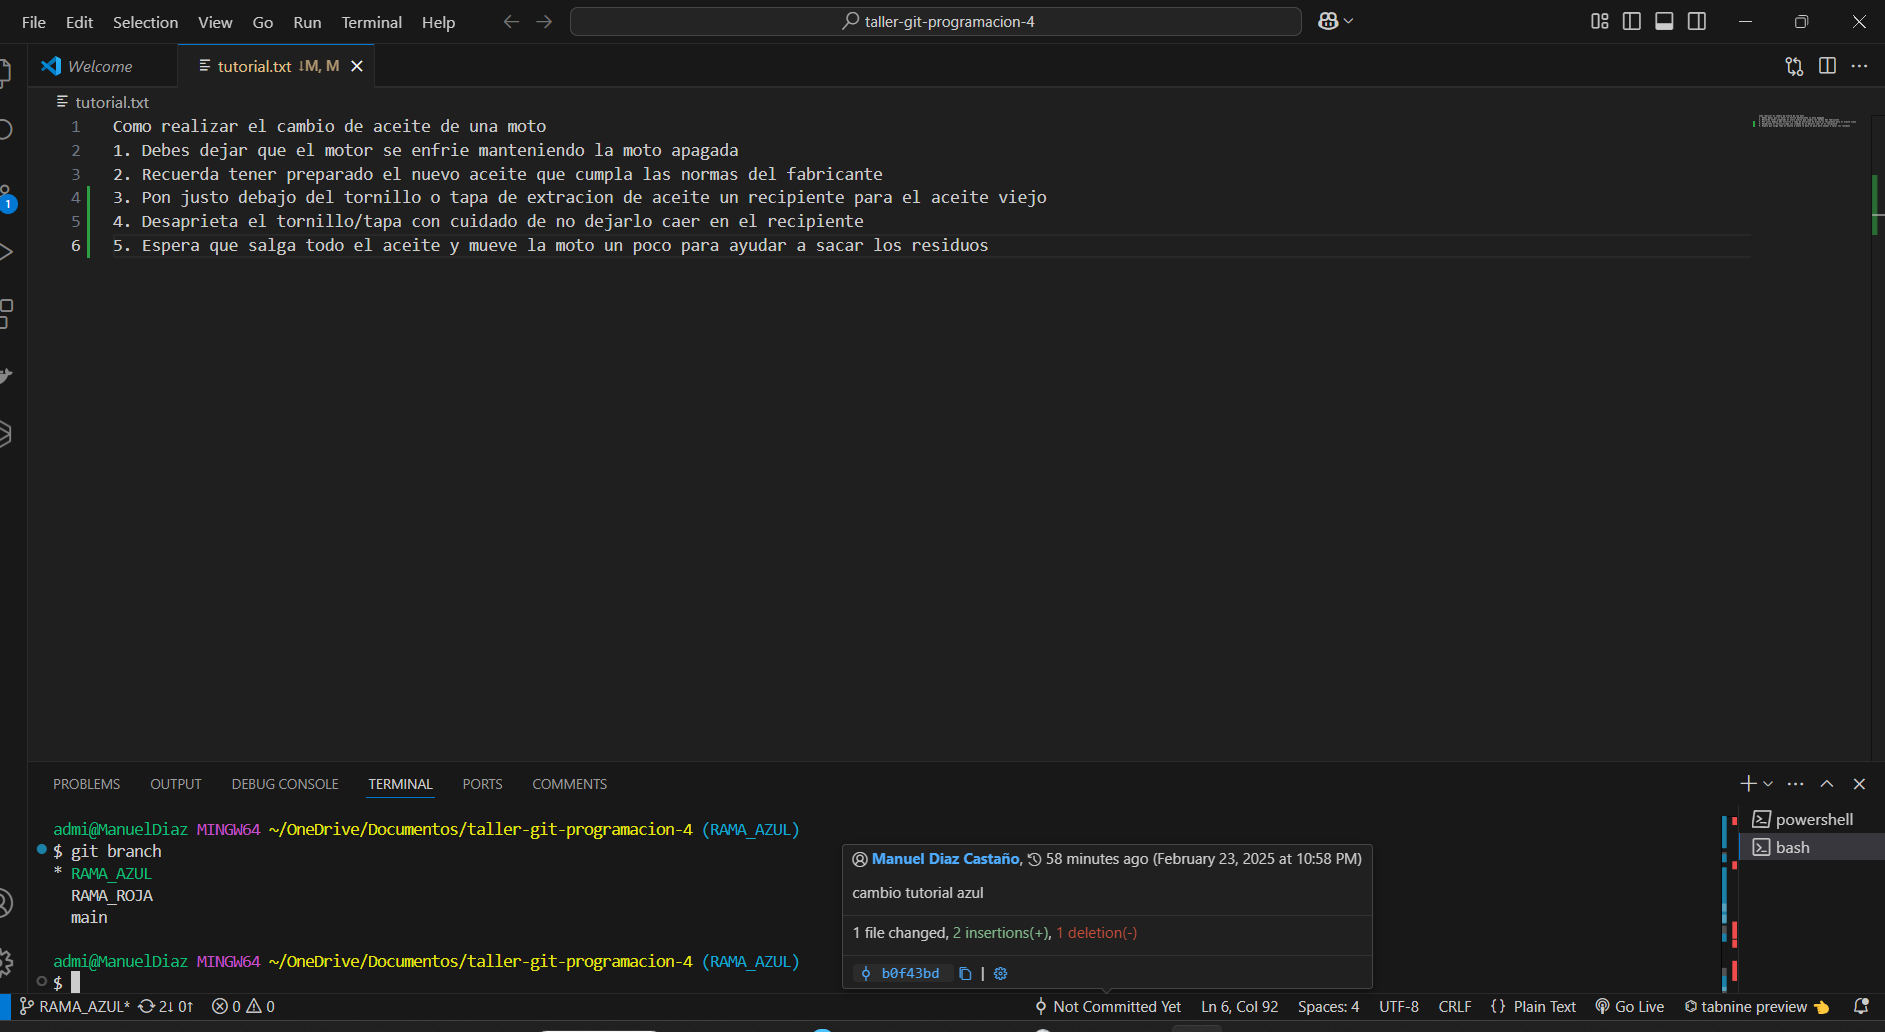 File Edit Selection View Go Run Terminal Help
taller-git-programacion-4
Welcome
tutorial.txt ↓M, M
tutorial.txt
1 Como realizar el cambio de aceite de una moto
2 1. Debes dejar que el motor se enfrie manteniendo la moto apagada
3 2. Recuerda tener preparado el nuevo aceite que cumpla las normas del fabricante
4 3. Pon justo debajo del tornillo o tapa de extracion de aceite un recipiente para el aceite viejo
5 4. Desaprieta el tornillo/tapa con cuidado de no dejarlo caer en el recipiente
6 5. Espera que salga todo el aceite y mueve la moto un poco para ayudar a sacar los residuos
1
PROBLEMS OUTPUT DEBUG CONSOLE TERMINAL PORTS COMMENTS
admi@ManuelDiaz MINGW64 ~/OneDrive/Documentos/taller-git-programacion-4 (RAMA_AZUL)
$ git branch
* RAMA_AZUL
RAMA_ROJA
main
admi@ManuelDiaz MINGW64 ~/OneDrive/Documentos/taller-git-programacion-4 (RAMA_AZUL)
$
powershell
bash
Manuel Diaz Castaño, 58 minutes ago (February 23, 2025 at 10:58 PM)
cambio tutorial azul
1 file changed, 2 insertions(+), 1 deletion(-)
b0f43bd |
RAMA_AZUL* 2↓ 0↑ 0 0 Not Committed Yet Ln 6, Col 92 Spaces: 4 UTF-8 CRLF {} Plain Text Go Live tabnine preview 👈